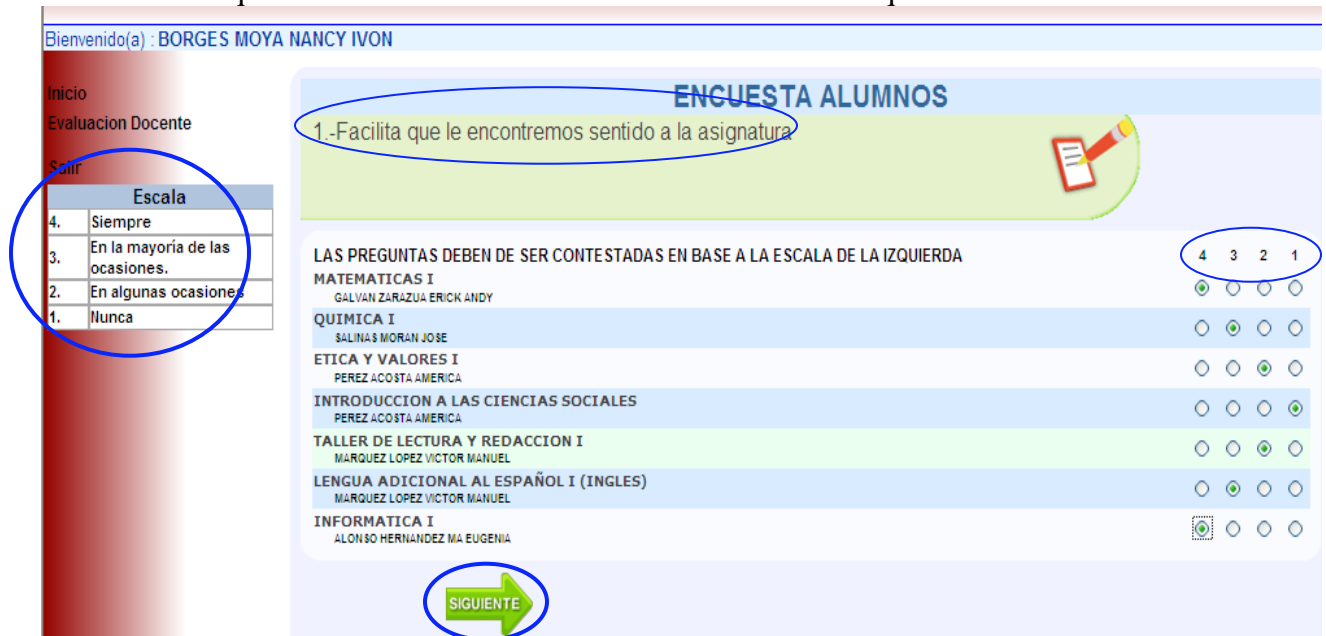 Bienvenido(a) : BORGES MOYA NANCY IVON
Inicio
Evaluacion Docente
Salir
Escala
4. Siempre
3. En la mayoría de las
ocasiones.
2. En algunas ocasiones
1. Nunca
ENCUESTA ALUMNOS
1.-Facilita que le encontremos sentido a la asignatura
LAS PREGUNTAS DEBEN DE SER CONTESTADAS EN BASE A LA ESCALA DE LA IZQUIERDA 4 3 2 1
MATEMATICAS I
GALVAN ZARAZUA ERICK ANDY
QUIMICA I
SALINAS MORAN JOSE
ETICA Y VALORES I
PEREZ ACOSTA AMERICA
INTRODUCCION A LAS CIENCIAS SOCIALES
PEREZ ACOSTA AMERICA
TALLER DE LECTURA Y REDACCION I
MARQUEZ LOPEZ VICTOR MANUEL
LENGUA ADICIONAL AL ESPAÑOL I (INGLES)
MARQUEZ LOPEZ VICTOR MANUEL
INFORMATICA I
ALONSO HERNANDEZ MA EUGENIA
SIGUIENTE